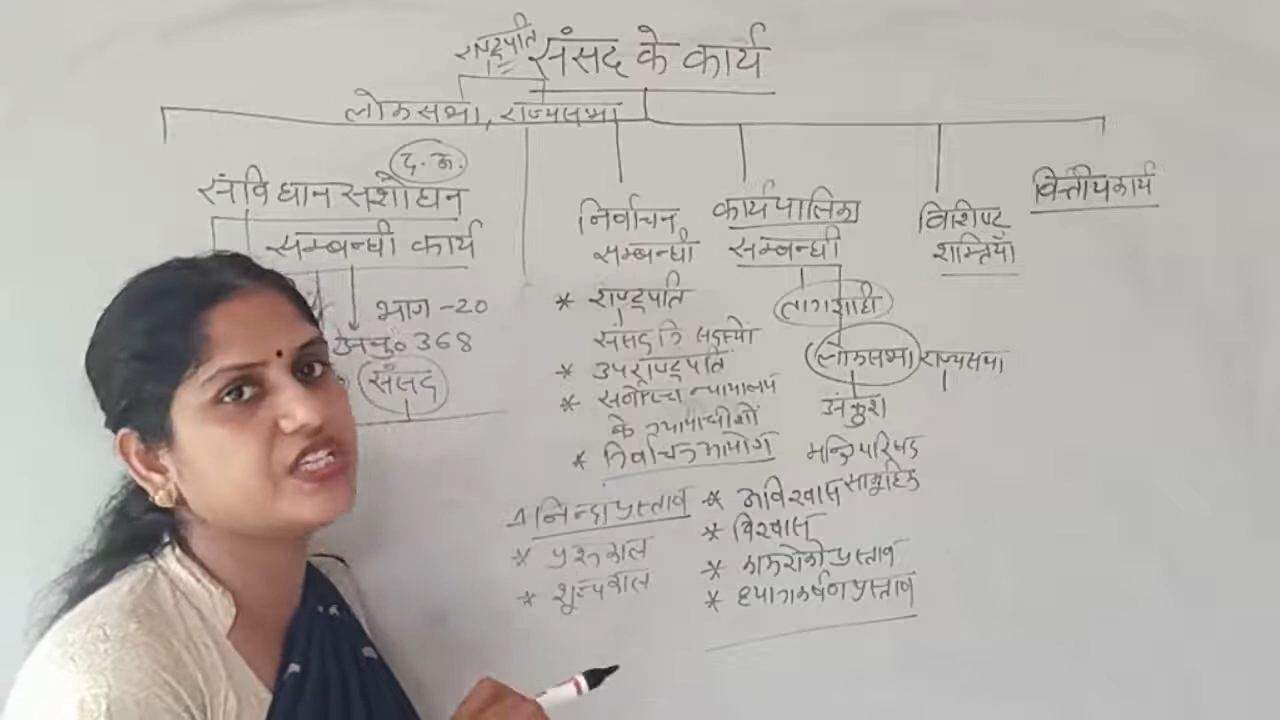 राष्ट्रपति
संसद के कार्य
लोकसभा, राज्यसभा
द. अ.
संविधान सशोधन
सम्बन्धी कार्य
भाग -20
अनु० 368
संसद
निर्वाचन
सम्बन्धी
* राष्ट्रपति
संसद नि सदस्यों
* उपराष्ट्रपति
* सर्वोच्च न्यायालय
के न्यायाधीशों
* निर्वाचन आयोग
कार्यपालिका
सम्बन्धी
तानाशाही
लोकसभा राज्यसभा
अंकुश
मन्त्रिपरिषद
सामूहिक
* अविश्वास
* विश्वास
* कामरोको प्रस्ताव
* ध्यानाकर्षण प्रस्ताव
निन्दा प्रस्ताव
* प्रश्नकाल
* शून्यकाल
विशिष्ट
शक्तियाँ
वित्तीय कार्य